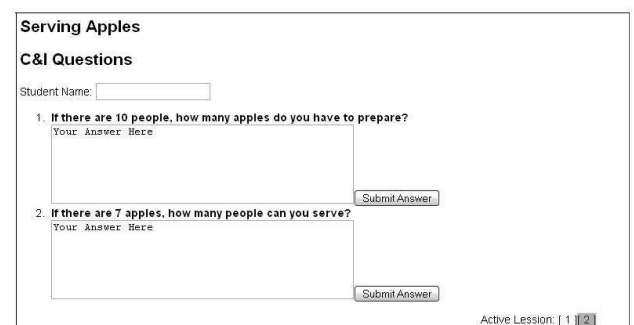 Serving Apples
C&I Questions
Student Name:
1. If there are 10 people, how many apples do you have to prepare?
Your Answer Here
Submit Answer
2. If there are 7 apples, how many people can you serve?
Your Answer Here
Submit Answer
Active Lession: [ 1 ][ 2 ]